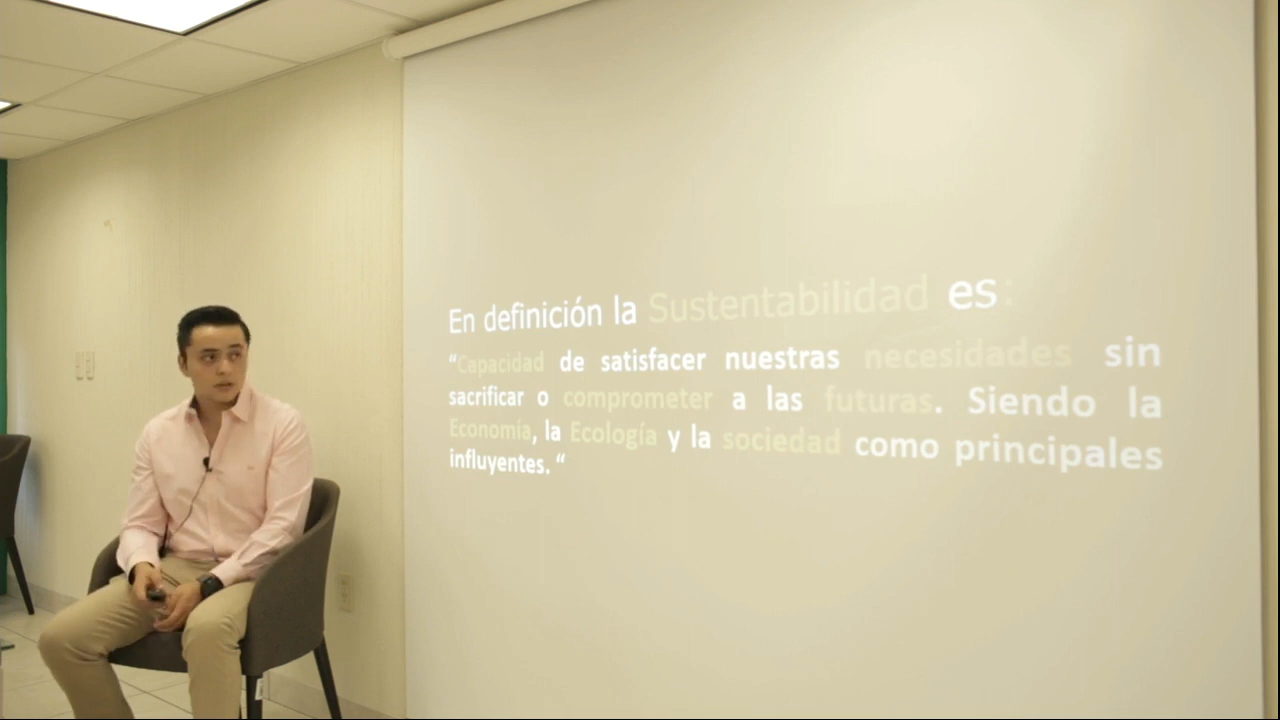 En definición la Sustentabilidad es:
“Capacidad de satisfacer nuestras necesidades sin
sacrificar o comprometer a las futuras. Siendo la
Economía, la Ecología y la sociedad como principales
influyentes. “